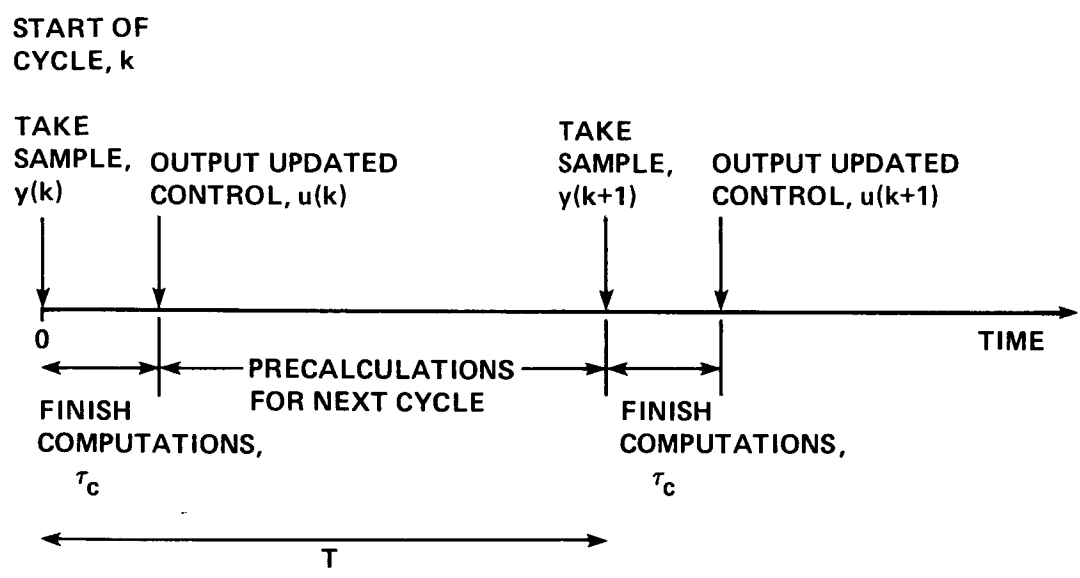 START OF
CYCLE, k
TAKE
SAMPLE,
y(k)
OUTPUT UPDATED
CONTROL, u(k)
TAKE
SAMPLE,
y(k+1)
OUTPUT UPDATED
CONTROL, u(k+1)
0
TIME
PRECALCULATIONS
FOR NEXT CYCLE
FINISH
COMPUTATIONS,
τc
FINISH
COMPUTATIONS,
τc
T